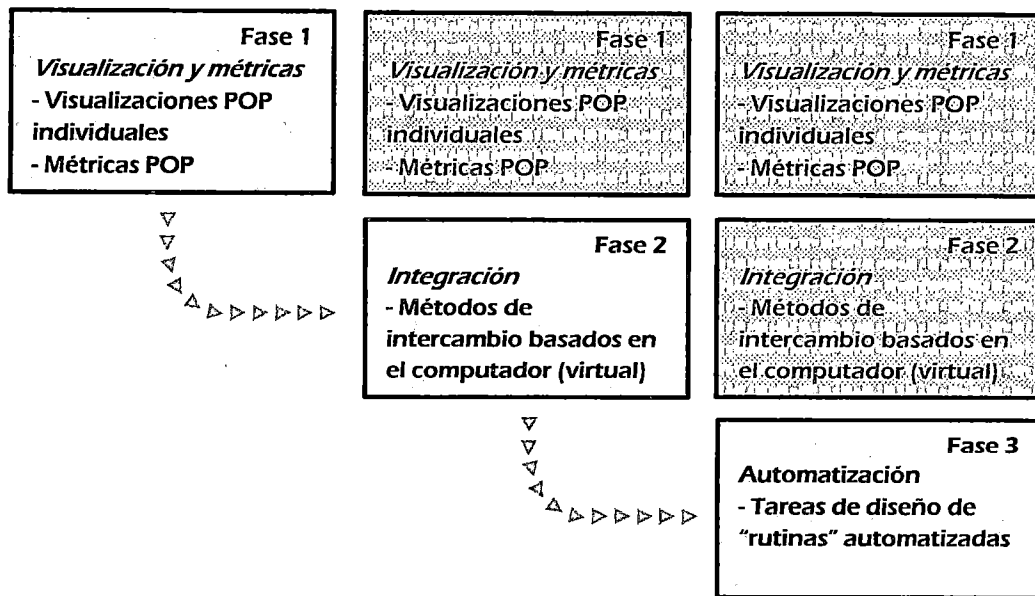 Fase 1
Visualización y métricas
- Visualizaciones POP
individuales
- Métricas POP
Fase 1
Visualización y métricas
- Visualizaciones POP
individuales
- Métricas POP
Fase 1
Visualización y métricas
- Visualizaciones POP
individuales
- Métricas POP
Fase 2
Integración
- Métodos de
intercambio basados en
el computador (virtual)
Fase 2
Integración
- Métodos de
intercambio basados en
el computador (virtual)
Fase 3
Automatización
- Tareas de diseño de
"rutinas" automatizadas